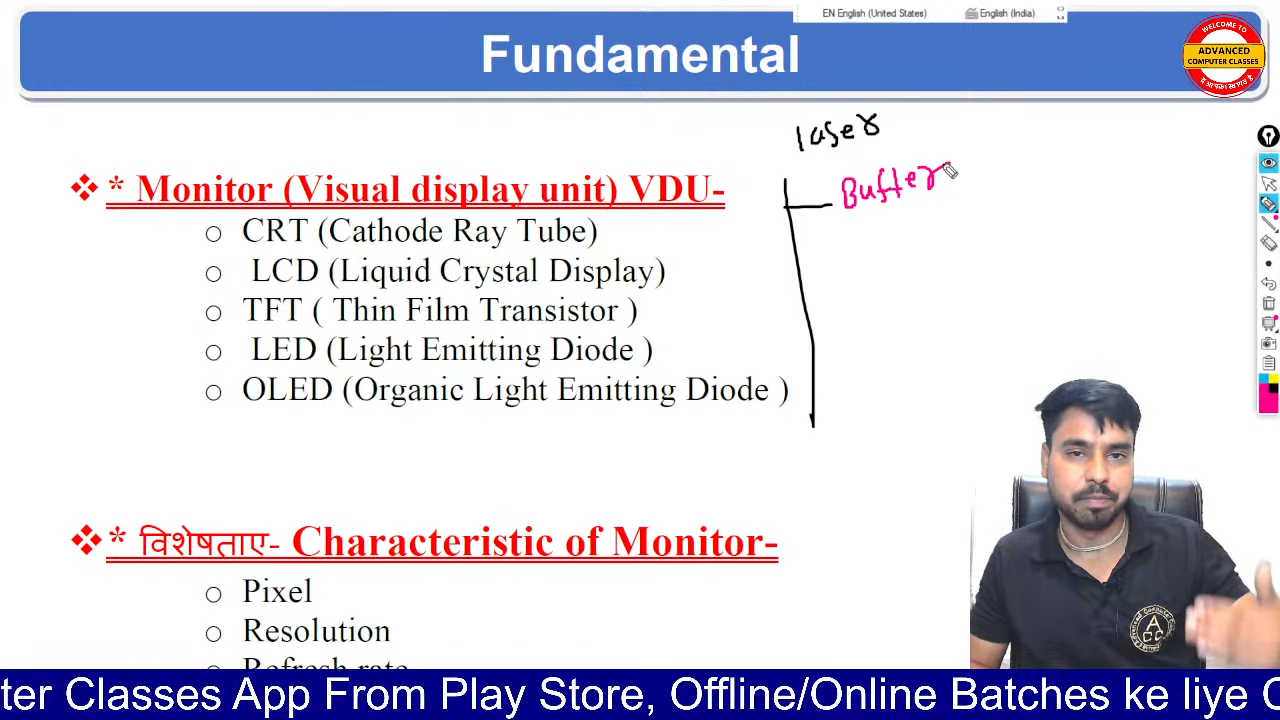 EN English (United States) English (India)
Fundamental
WELCOME TO
ADVANCED
COMPUTER CLASSES
laser
❖ * Monitor (Visual display unit) VDU-
Buffer
○ CRT (Cathode Ray Tube)
○ LCD (Liquid Crystal Display)
○ TFT ( Thin Film Transistor )
○ LED (Light Emitting Diode )
○ OLED (Organic Light Emitting Diode )
❖ * विशेषताए- Characteristic of Monitor-
○ Pixel
○ Resolution
○ Refresh rate
A
CC
ter Classes App From Play Store, Offline/Online Batches ke liye C